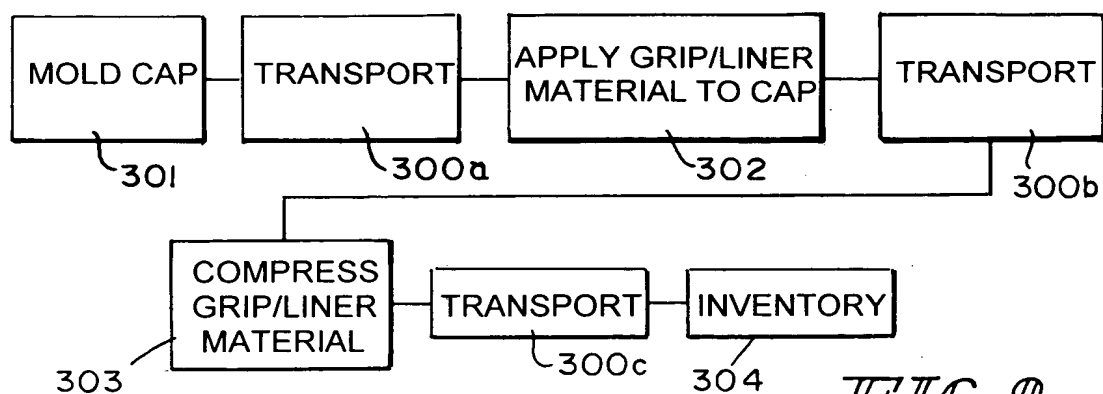 MOLD CAP
301
TRANSPORT
300a
APPLY GRIP/LINER
MATERIAL TO CAP
302
TRANSPORT
300b
COMPRESS
GRIP/LINER
MATERIAL
303
TRANSPORT
300c
INVENTORY
304